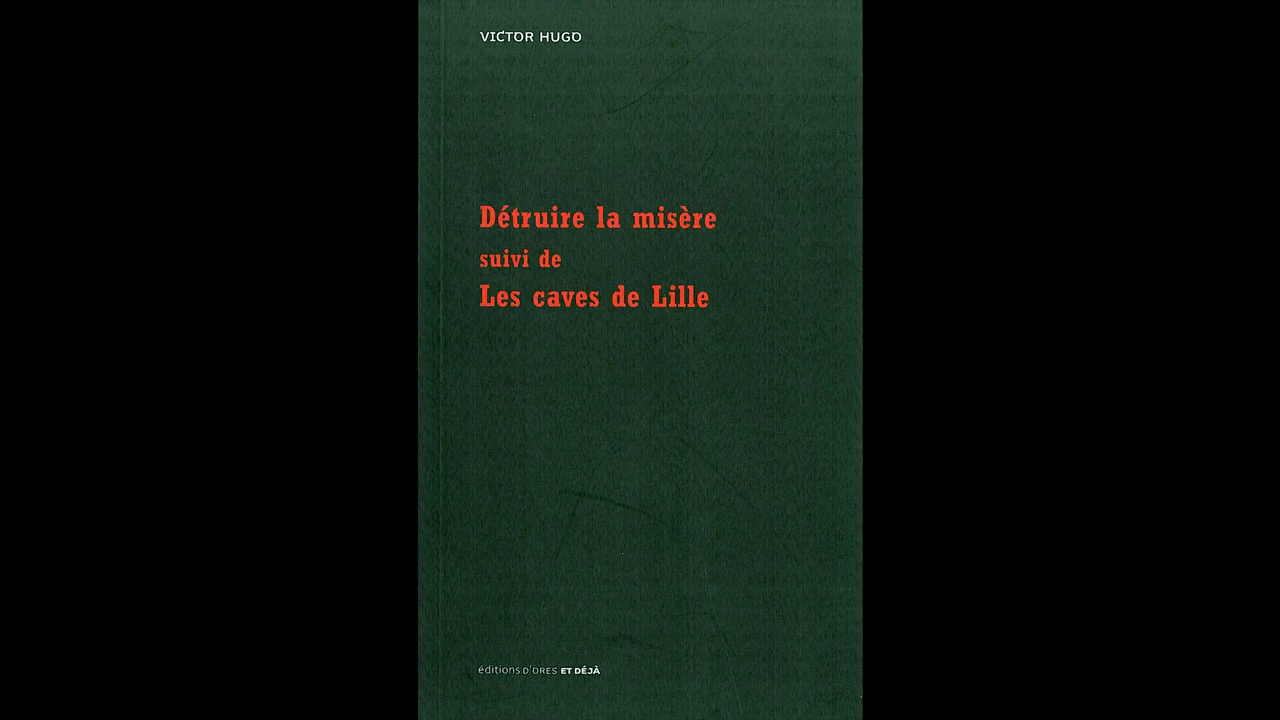 VICTOR HUGO
Détruire la misère
suivi de
Les caves de Lille
éditions D'ORES ET DÉJÀ